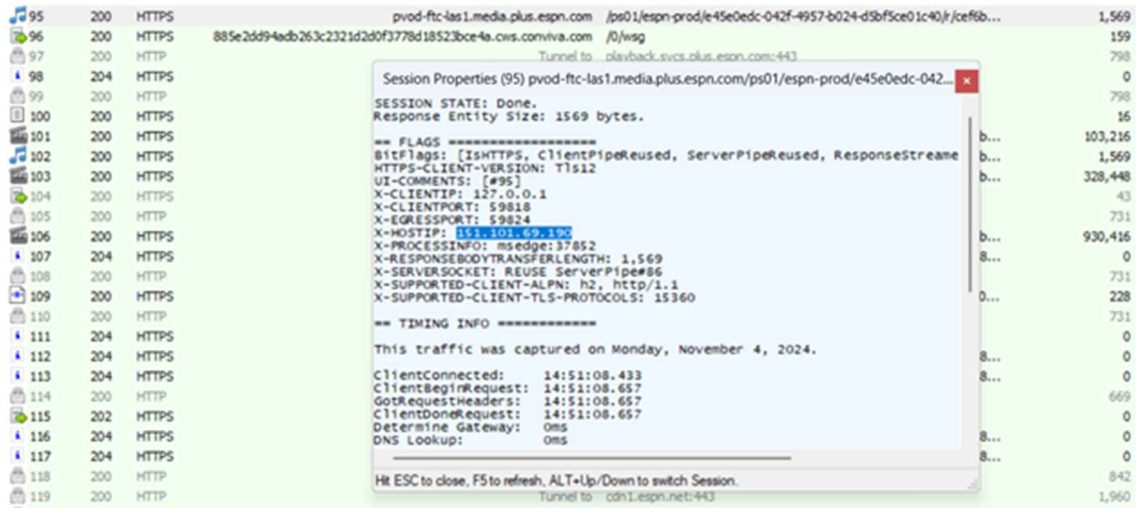 95 200 HTTPS pvod-ftc-las1.media.plus.espn.com /ps01/espn-prod/e45e0edc-042f-4957-b024-d5bf5ce01c40/r/cef6b... 1,569
96 200 HTTPS 885e2dd94adb263c2321d2d0f3778d18523bce4a.cws.conviva.com /0/wsg 159
97 200 HTTP Tunnel to playback.svcs.plus.espn.com:443 798
98 204 HTTPS 0
99 200 HTTP 798
100 200 HTTPS 16
101 200 HTTPS b... 103,216
102 200 HTTPS b... 1,569
103 200 HTTPS b... 328,448
104 200 HTTPS 43
105 200 HTTP 731
106 200 HTTPS b... 930,416
107 204 HTTPS 8... 0
108 200 HTTP 731
109 200 HTTPS 0... 228
110 200 HTTP 731
111 204 HTTPS 0
112 204 HTTPS 8... 0
113 204 HTTPS 8... 0
114 200 HTTP 669
115 202 HTTPS 0
116 204 HTTPS 8... 0
117 204 HTTPS 8... 0
118 200 HTTP 842
119 200 HTTP Tunnel to cdn1.espn.net:443 1,960
Session Properties (95) pvod-ftc-las1.media.plus.espn.com/ps01/espn-prod/e45e0edc-042...
SESSION STATE: Done.
Response Entity Size: 1569 bytes.
== FLAGS ==================
BitFlags: [IsHTTPS, ClientPipeReused, ServerPipeReused, ResponseStreame
HTTPS-CLIENT-VERSION: Tls12
UI-COMMENTS: [#95]
X-CLIENTIP: 127.0.0.1
X-CLIENTPORT: 59818
X-EGRESSPORT: 59824
X-HOSTIP: 151.101.69.190
X-PROCESSINFO: msedge:37852
X-RESPONSEBODYTRANSFERLENGTH: 1,569
X-SERVERSOCKET: REUSE ServerPipe#86
X-SUPPORTED-CLIENT-ALPN: h2, http/1.1
X-SUPPORTED-CLIENT-TLS-PROTOCOLS: 15360
== TIMING INFO ============
This traffic was captured on Monday, November 4, 2024.
ClientConnected: 14:51:08.433
ClientBeginRequest: 14:51:08.657
GotRequestHeaders: 14:51:08.657
ClientDoneRequest: 14:51:08.657
Determine Gateway: 0ms
DNS Lookup: 0ms
Hit ESC to close, F5 to refresh, ALT+Up/Down to switch Session.